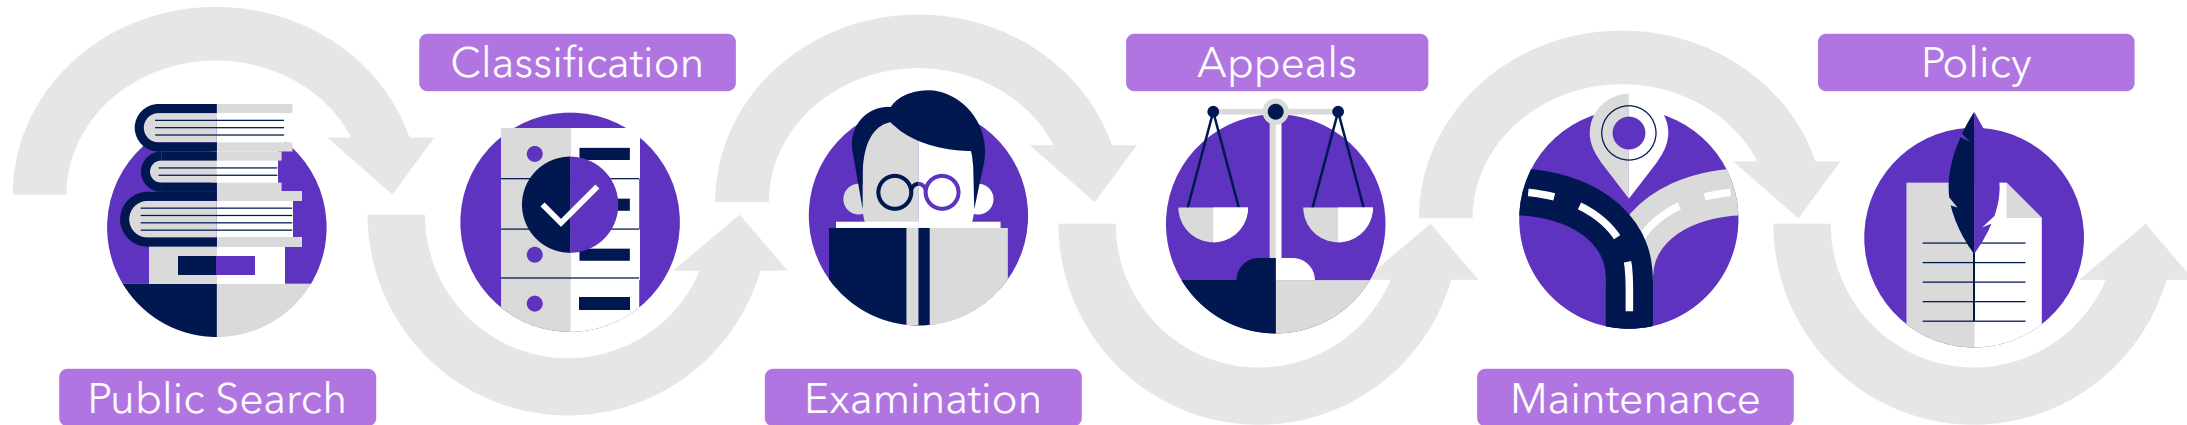 Public Search
Classification
Examination
Appeals
Maintenance
Policy